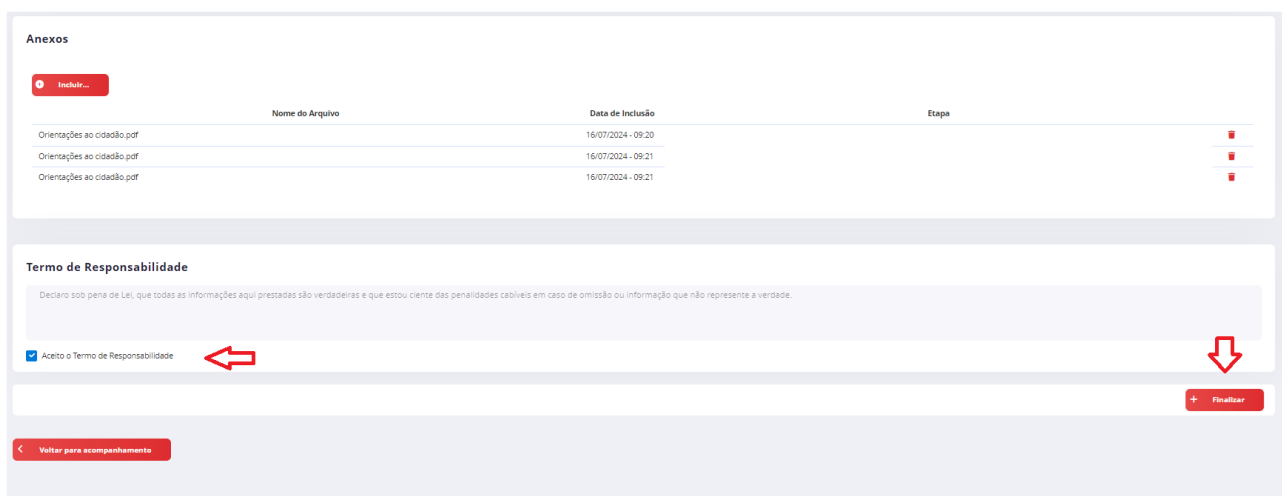 Anexos
Incluir...
Nome do Arquivo Data de Inclusão Etapa
Orientações ao cidadão.pdf 16/07/2024 - 09:20
Orientações ao cidadão.pdf 16/07/2024 - 09:21
Orientações ao cidadão.pdf 16/07/2024 - 09:21
Termo de Responsabilidade
Declaro sob pena de Lei, que todas as informações aqui prestadas são verdadeiras e que estou ciente das penalidades cabíveis em caso de omissão ou informação que não represente a verdade.
Aceito o Termo de Responsabilidade
Finalizar
Voltar para acompanhamento